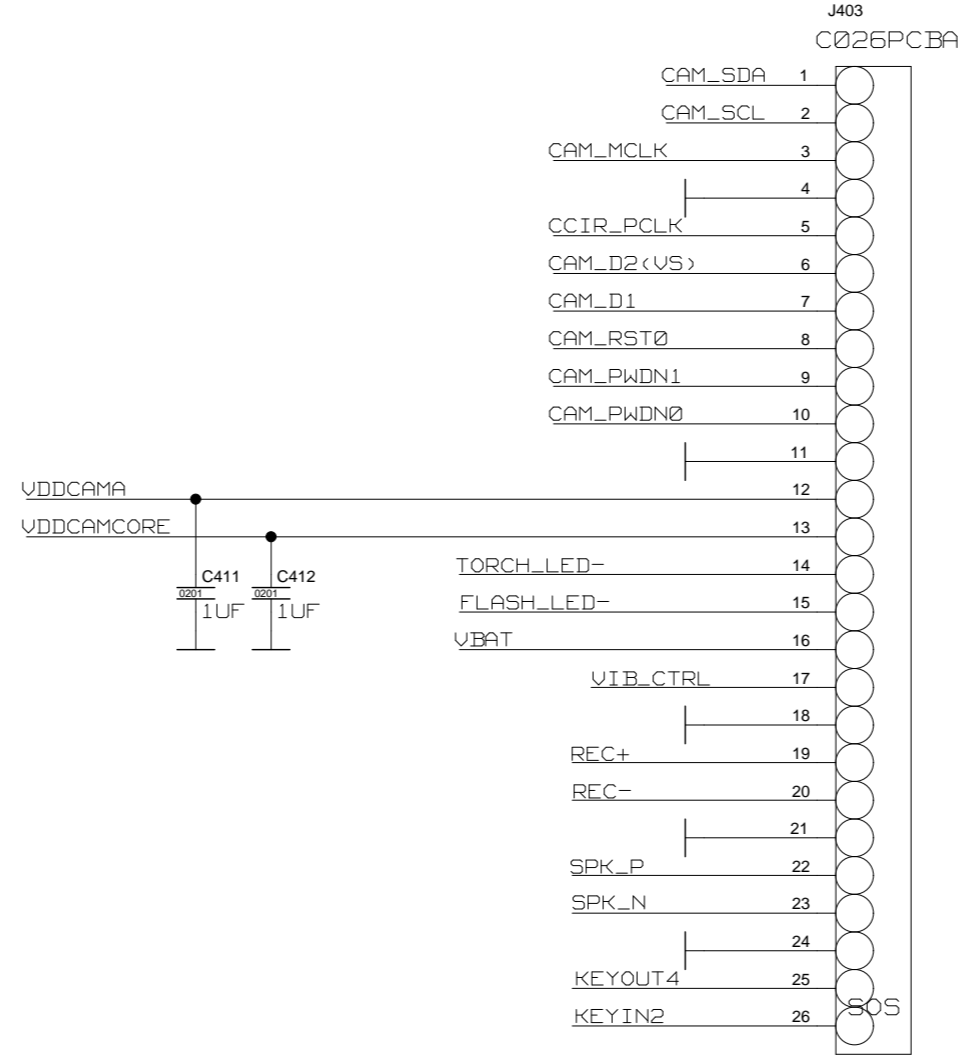 J403
C026PCBA
CAM_SDA 1
CAM_SCL 2
CAM_MCLK 3
4
CCIR_PCLK 5
CAM_D2(VS) 6
CAM_D1 7
CAM_RST0 8
CAM_PWDN1 9
CAM_PWDN0 10
11
VDDCAMA 12
VDDCAMCORE 13
TORCH_LED- 14
C411 C412
0201 0201
1UF 1UF
FLASH_LED- 15
VBAT 16
VIB_CTRL 17
18
REC+ 19
REC- 20
21
SPK_P 22
SPK_N 23
24
KEYOUT4 25
SOS
KEYIN2 26